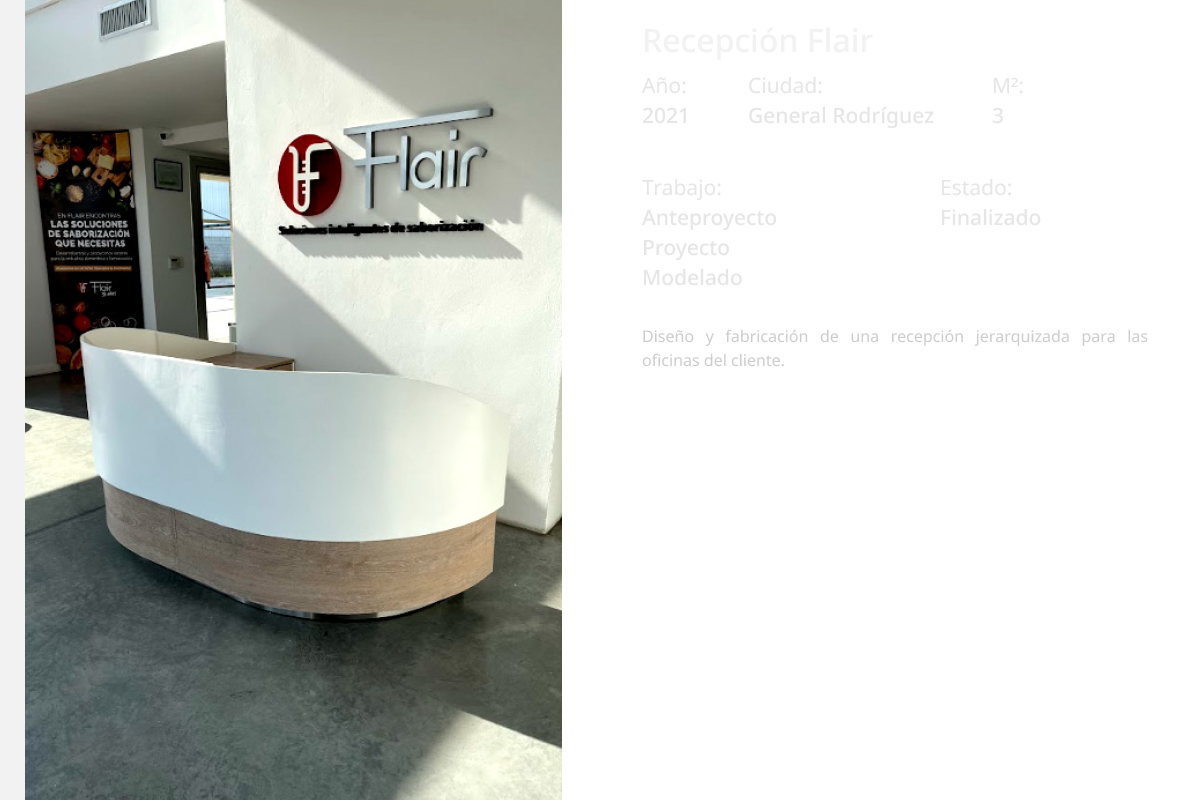 Flair
Soluciones inteligentes de saborización
EN FLAIR ENCONTRÁS
LAS SOLUCIONES
DE SABORIZACIÓN
QUE NECESITAS
Flair
Recepción Flair
Año: Ciudad: M²:
2021 General Rodríguez 3
Trabajo: Estado:
Anteproyecto Finalizado
Proyecto
Modelado
Diseño y fabricación de una recepción jerarquizada para las
oficinas del cliente.